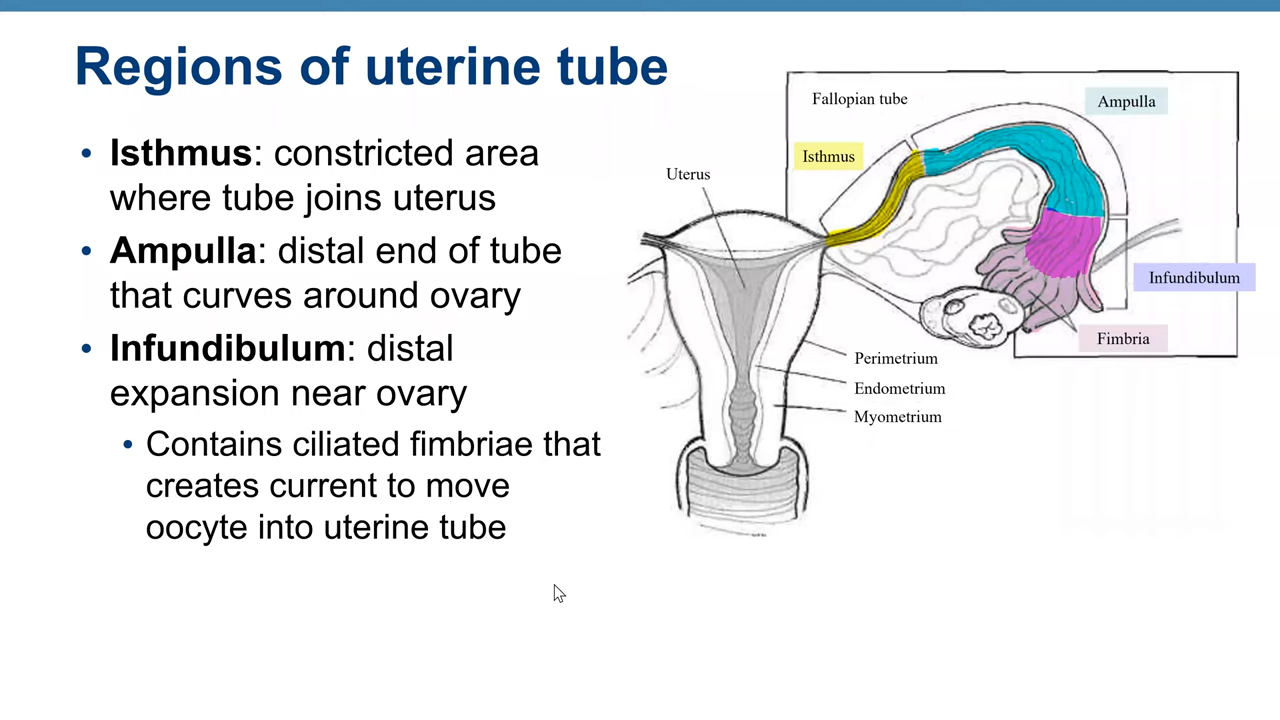 Regions of uterine tube
• Isthmus: constricted area
where tube joins uterus
• Ampulla: distal end of tube
that curves around ovary
• Infundibulum: distal
expansion near ovary
• Contains ciliated fimbriae that
creates current to move
oocyte into uterine tube
Fallopian tube
Ampulla
Isthmus
Uterus
Infundibulum
Fimbria
Perimetrium
Endometrium
Myometrium